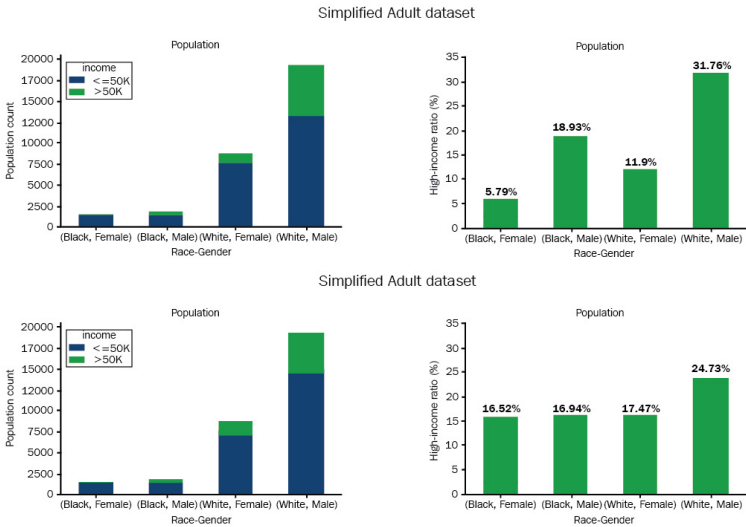 Simplified Adult dataset
Population
Population count
20000
17500
15000
12500
10000
7500
5000
2500
0
income
<=50K
>50K
(Black, Female) (Black, Male) (White, Female) (White, Male)
Race-Gender
Population
High-income ratio (%)
35
30
25
20
15
10
5
0
5.79%
18.93%
11.9%
31.76%
(Black, Female) (Black, Male) (White, Female) (White, Male)
Race-Gender
Simplified Adult dataset
Population
Population count
20000
17500
15000
12500
10000
7500
5000
2500
0
income
<=50K
>50K
(Black, Female) (Black, Male) (White, Female) (White, Male)
Race-Gender
Population
High-income ratio (%)
35
30
25
20
15
10
5
0
16.52%
16.94%
17.47%
24.73%
(Black, Female) (Black, Male) (White, Female) (White, Male)
Race-Gender